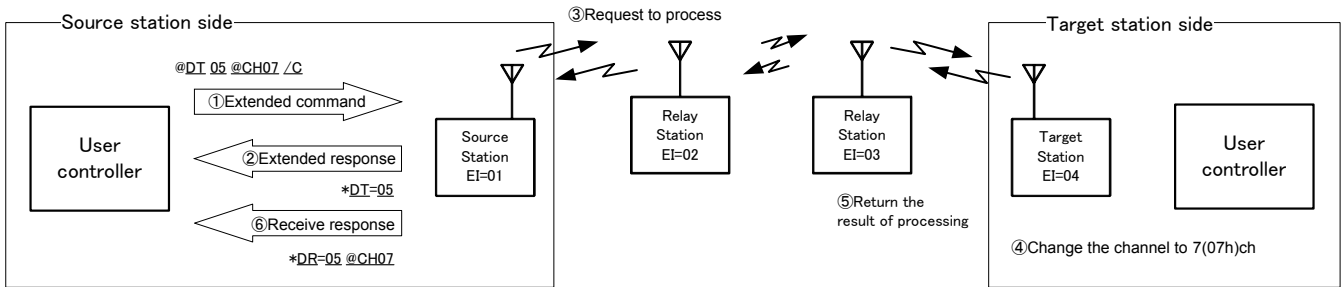 Source station side
③Request to process
Target station side
@DT 05 @CH07 /C
①Extended command
User
controller
②Extended response
*DT=05
⑥Receive response
*DR=05 @CH07
Source
Station
EI=01
Relay
Station
EI=02
Relay
Station
EI=03
⑤Return the
result of processing
Target
Station
EI=04
User
controller
④Change the channel to 7(07h)ch